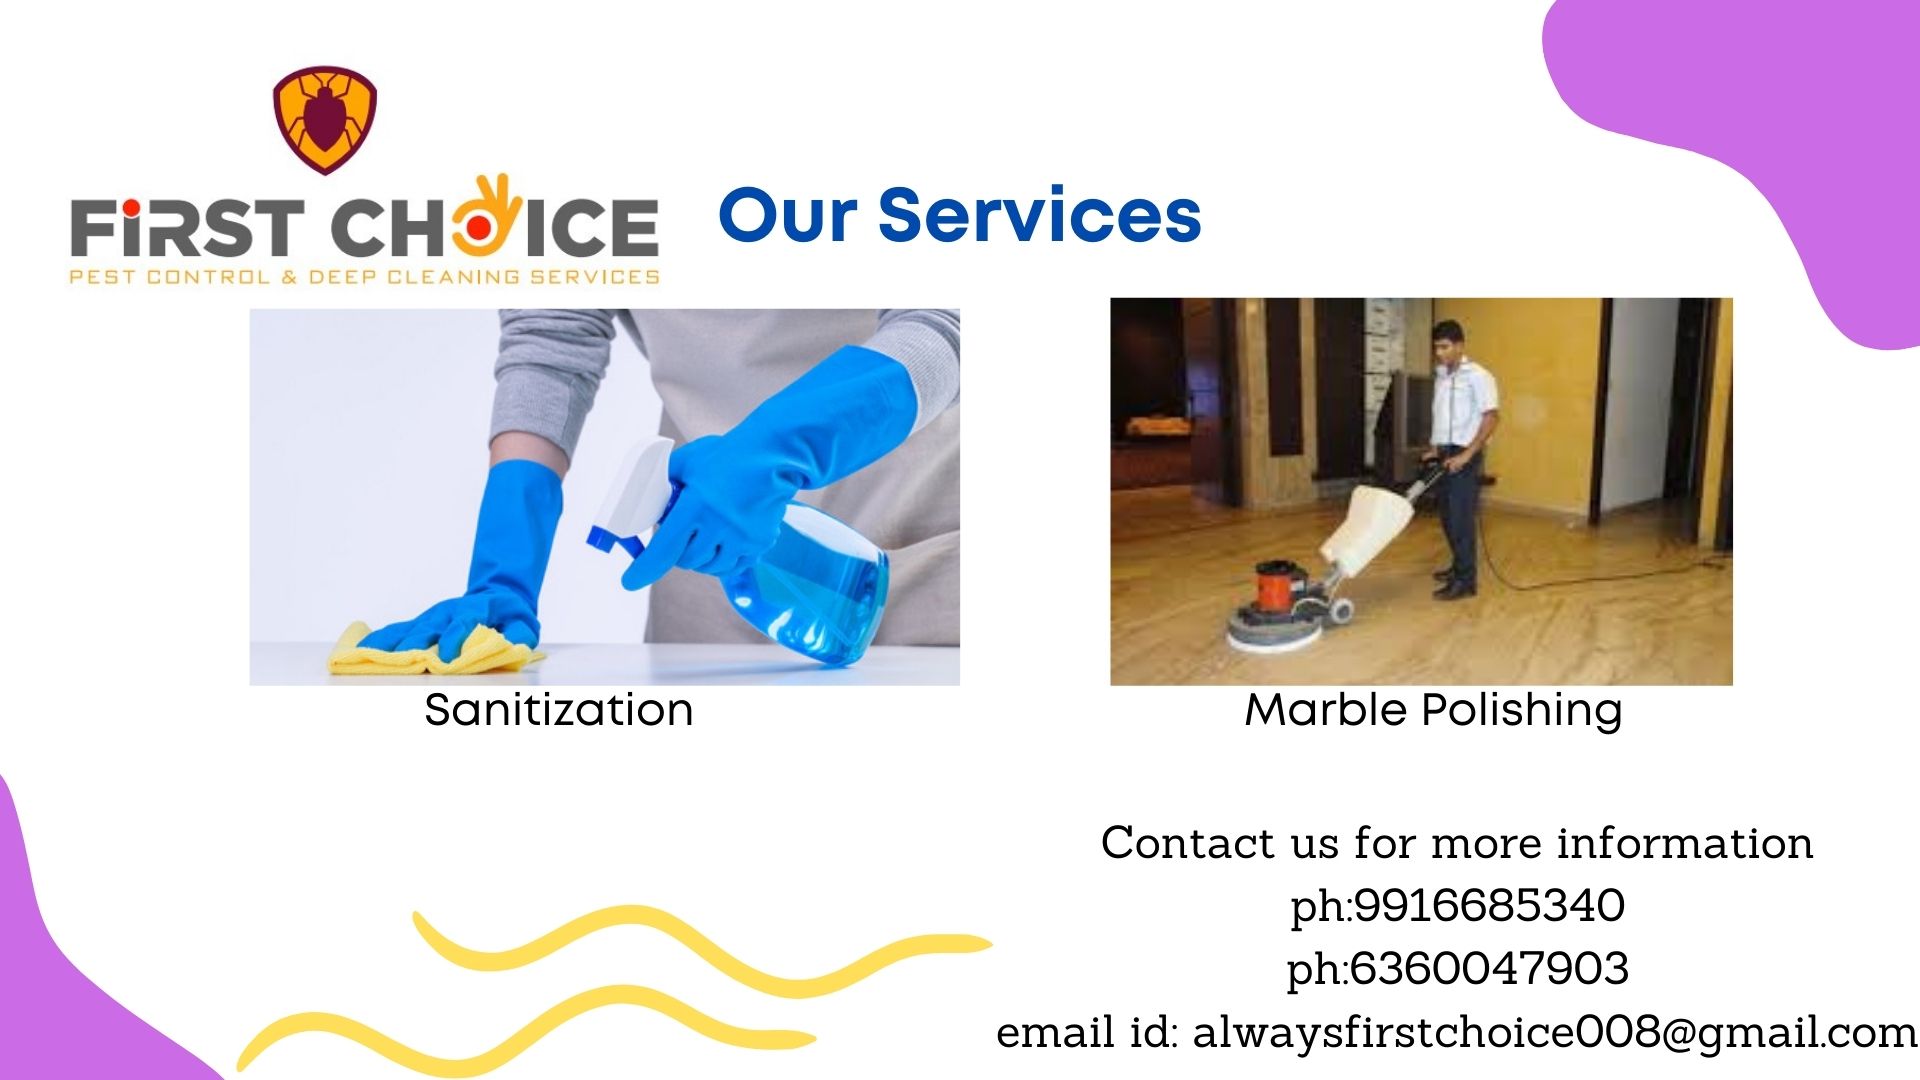 FiRST CHOICE
PEST CONTROL & DEEP CLEANING SERVICES
Our Services
Sanitization
Marble Polishing
Contact us for more information
ph:9916685340
ph:6360047903
email id: alwaysfirstchoice008@gmail.com